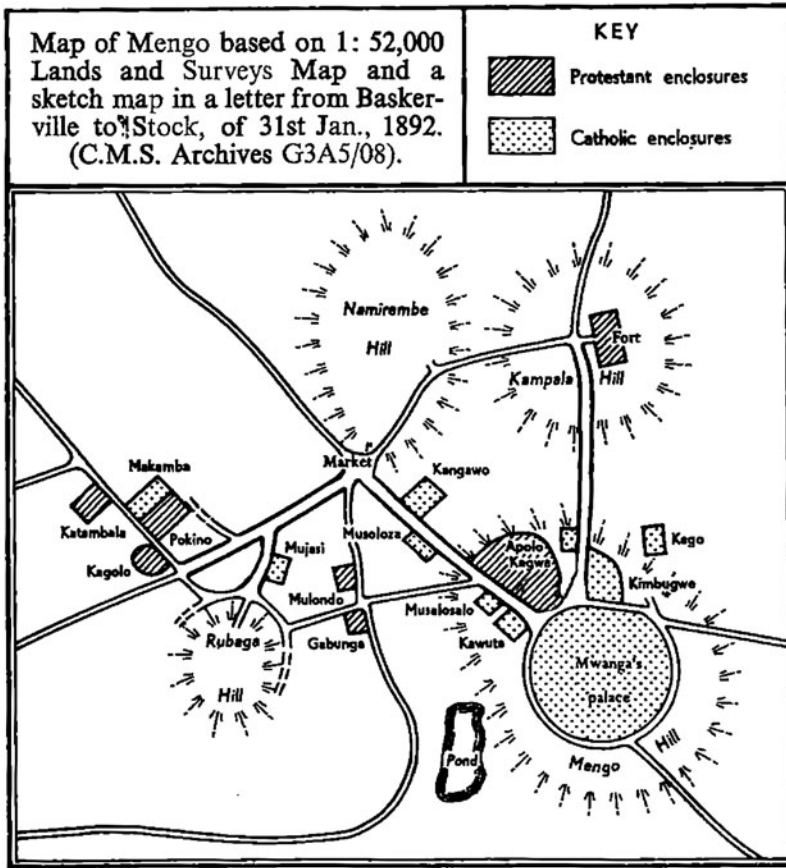 Map of Mengo based on 1: 52,000
Lands and Surveys Map and a
sketch map in a letter from Basker-
ville to Stock, of 31st Jan., 1892.
(C.M.S. Archives G3A5/08).
KEY
Protestant enclosures
Catholic enclosures
Namirembe
Hill
Fort
Kampala Hill
Market
Makamba
Kangawo
Katambala
Pokino
Musoloza
Apolo
Kagwa
Kago
Kagolo
Mujasi
Kimbugwe
Mulondo
Musalosalo
Rubaga
Hill
Gabunga
Kawuta
Mwanga's
palace
Pond
Mengo
Hill